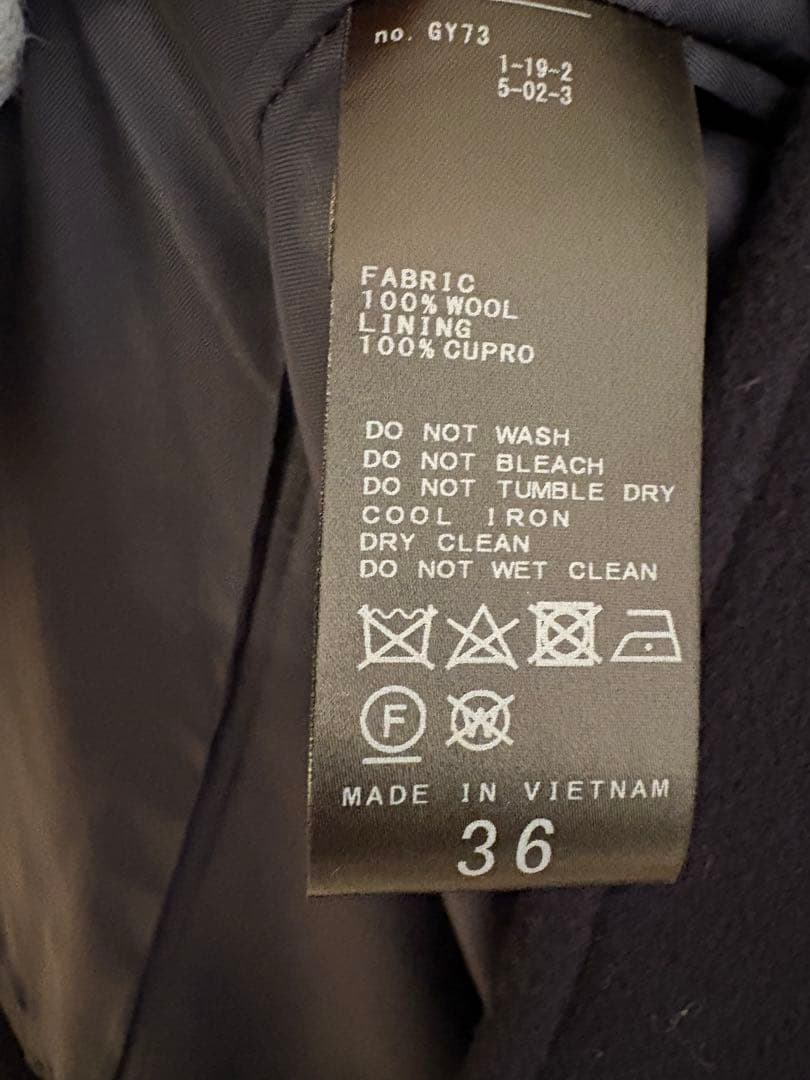 no. GY73
1-19-2
5-02-3
FABRIC
100% WOOL
LINING
100% CUPRO
DO NOT WASH
DO NOT BLEACH
DO NOT TUMBLE DRY
COOL IRON
DRY CLEAN
DO NOT WET CLEAN
F W
MADE IN VIETNAM
36